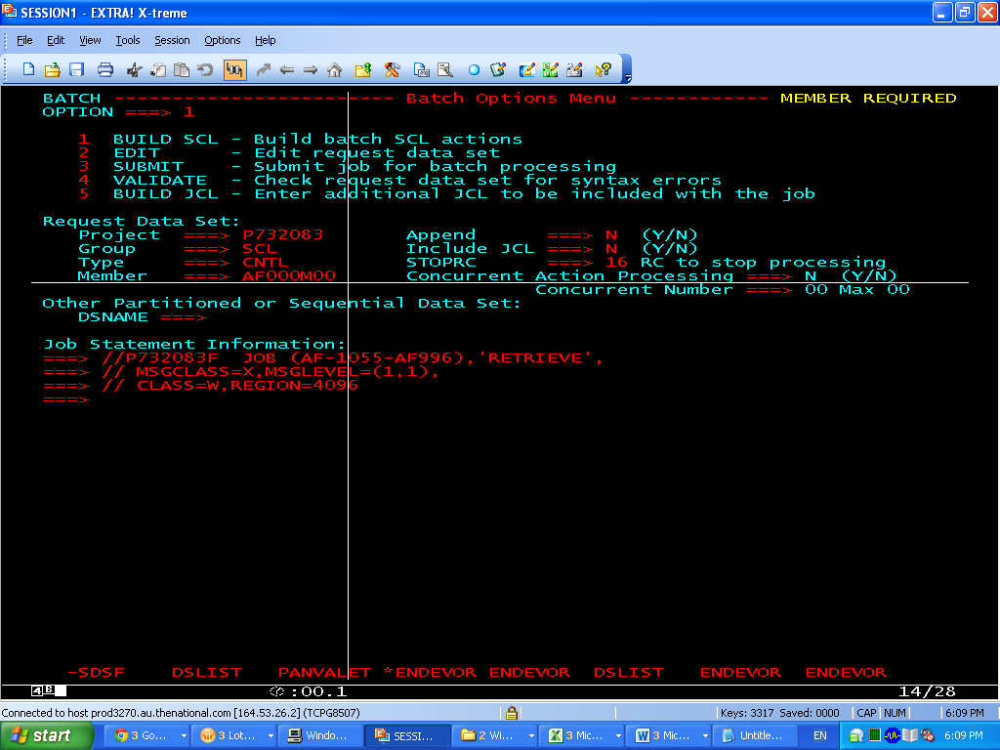 SESSION1 - EXTRA! X-treme
File Edit View Tools Session Options Help
BATCH ------------------------ Batch Options Menu ------------ MEMBER REQUIRED
OPTION ===> 1
1 BUILD SCL - Build batch SCL actions
2 EDIT - Edit request data set
3 SUBMIT - Submit job for batch processing
4 VALIDATE - Check request data set for syntax errors
5 BUILD JCL - Enter additional JCL to be included with the job
Request Data Set:
Project ===> P732083 Append ===> N (Y/N)
Group ===> SCL Include JCL ===> N (Y/N)
Type ===> CNTL STOPRC ===> 16 RC to stop processing
Member ===> AF000M00 Concurrent Action Processing ===> N (Y/N)
Concurrent Number ===> 00 Max 00
Other Partitioned or Sequential Data Set:
DSNAME ===>
Job Statement Information:
===> //P732083F JOB (AF-1055-AF996),'RETRIEVE',
===> // MSGCLASS=X,MSGLEVEL=(1,1),
===> // CLASS=W,REGION=4096
===>
-SDSF DSLIST PANVALET *ENDEVOR ENDEVOR DSLIST ENDEVOR ENDEVOR
4B :00.1 14/28
Connected to host prod3270.au.thenational.com [164.53.26.2] (TCPG8507) Keys: 3317 Saved: 0000 CAP NUM 6:09 PM
start 3 Go... 3 Lot... Windo... SESSI... 2 Wi... 3 Mic... 3 Mic... Untitle... EN 6:09 PM